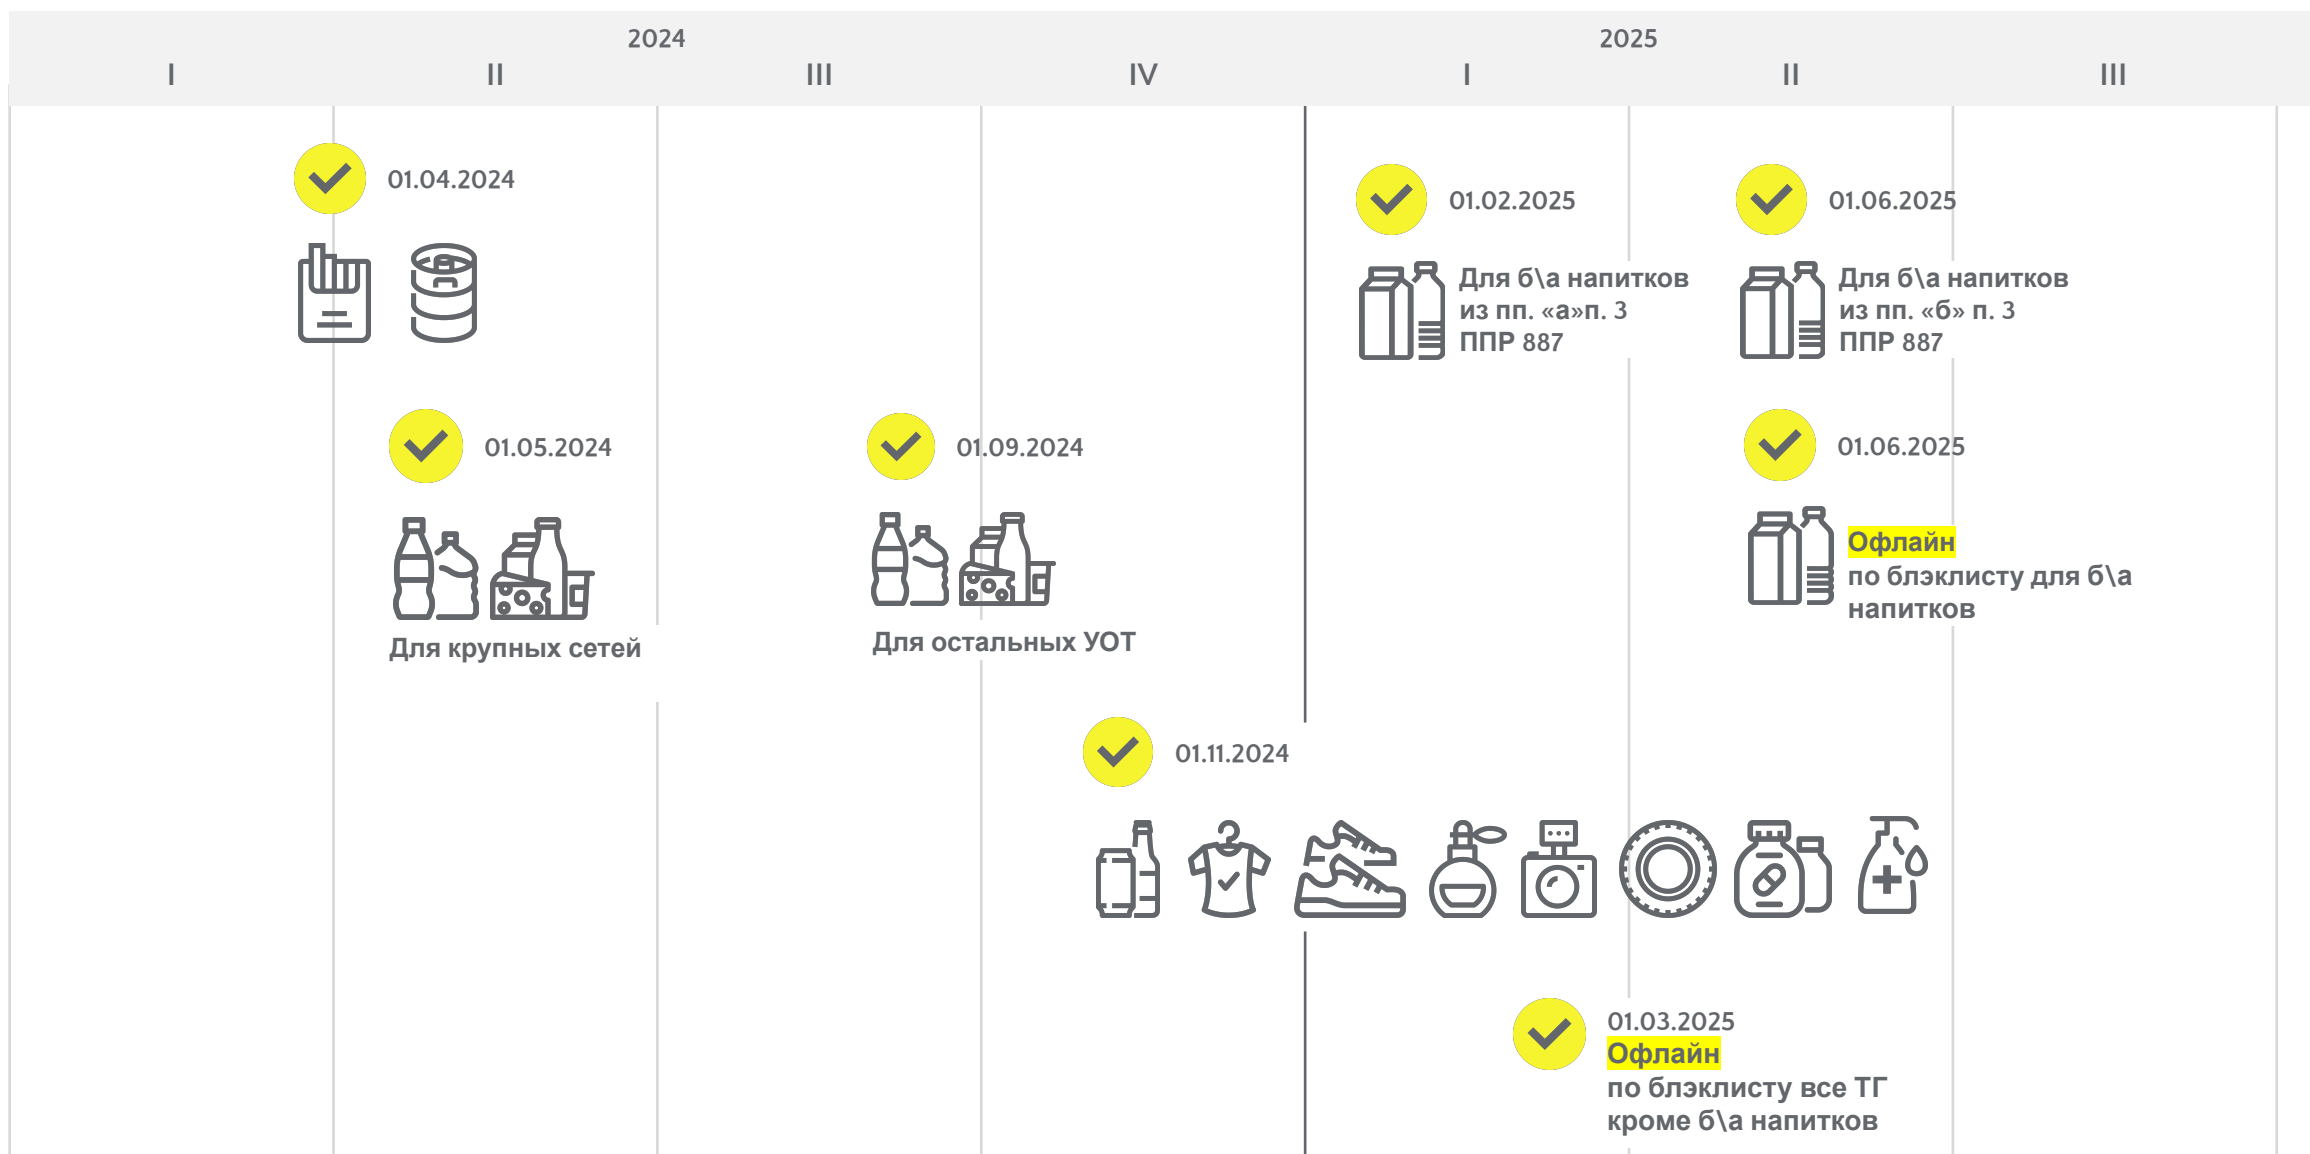 2024
2025
I
II
III
IV
I
II
III
01.04.2024
01.02.2025
Для б\а напитков
из пп. «а»п. 3
ППР 887
01.06.2025
Для б\а напитков
из пп. «б» п. 3
ППР 887
01.05.2024
Для крупных сетей
01.09.2024
Для остальных УОТ
01.06.2025
Офлайн
по блэклисту для б\а
напитков
01.11.2024
01.03.2025
Офлайн
по блэклисту все ТГ
кроме б\а напитков